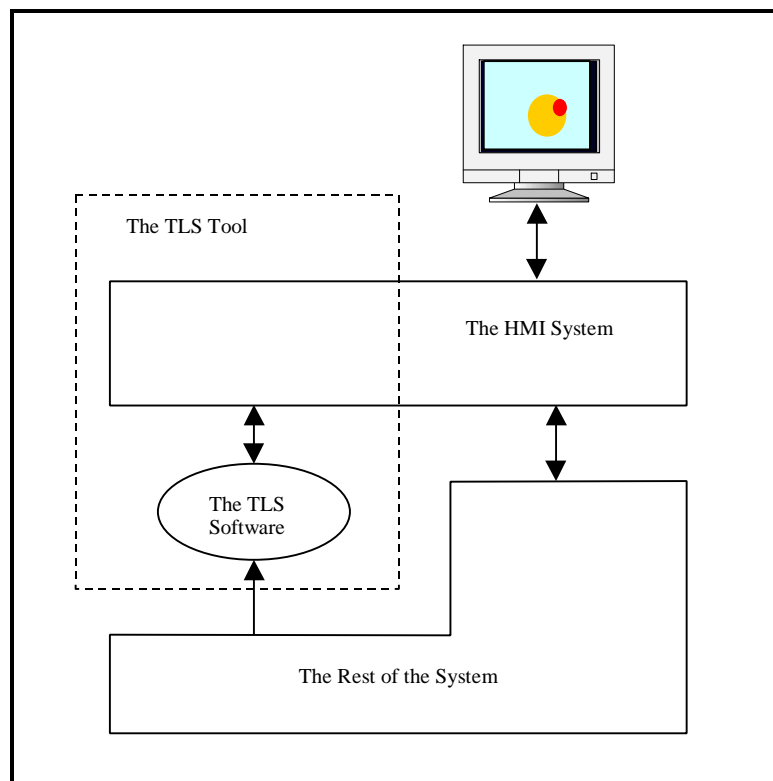 The TLS Tool
The HMI System
The TLS
Software
The Rest of the System